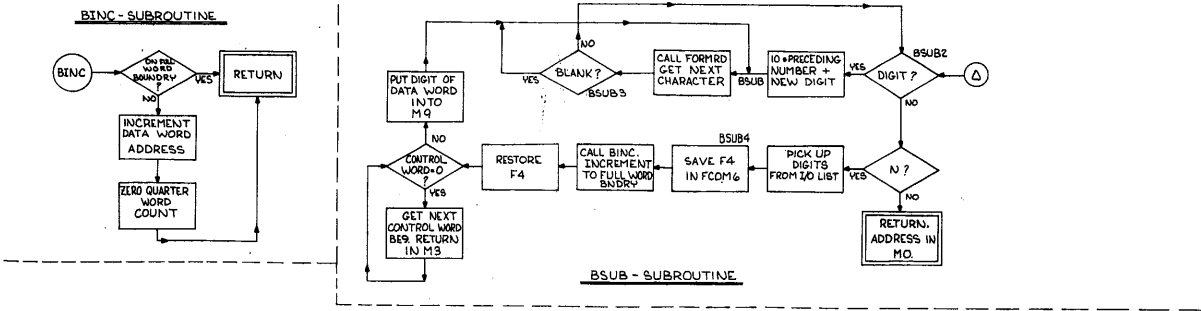 BINC - SUBROUTINE
BINC
ON FULL
WORD
BOUNDRY
?
YES
RETURN
NO
INCREMENT
DATA WORD
ADDRESS
ZERO QUARTER
WORD
COUNT
PUT DIGIT OF
DATA WORD
INTO
M9
NO
YES
BLANK ?
BSUB3
CALL FORMRD
GET NEXT
CHARACTER
BSUB
10 * PRECEDING
NUMBER +
NEW DIGIT
YES
BSUB2
DIGIT ?
Δ
NO
NO
CONTROL
WORD=0
?
YES
RESTORE
F4
CALL BINC.
INCREMENT
TO FULL WORD
BNDRY
BSUB4
SAVE F4
IN FCOM6
PICK UP
DIGITS
FROM I/O LIST
YES
N ?
NO
GET NEXT
CONTROL WORD
BEG. RETURN
IN M3
RETURN.
ADDRESS IN
MO.
BSUB - SUBROUTINE